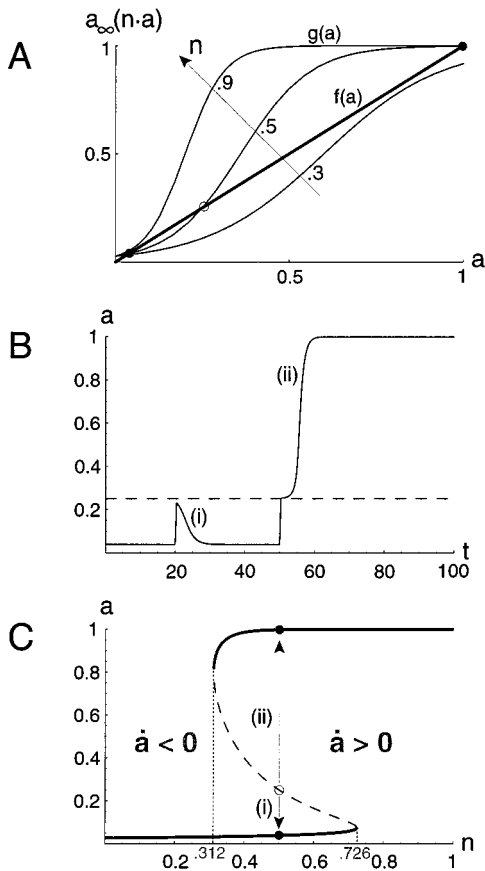 A
a∞(n·a)
1
n
g(a)
.9
f(a)
.5
0.5
.3
0.5
1
a
B
a
1
(ii)
0.8
0.6
0.4
0.2
(i)
20 40 60 80 100
t
C
a
1
0.8
0.6
(ii)
ȧ < 0
ȧ > 0
0.4
(i)
0.2
0.2 .312 0.4 0.6 .726 0.8 1
n